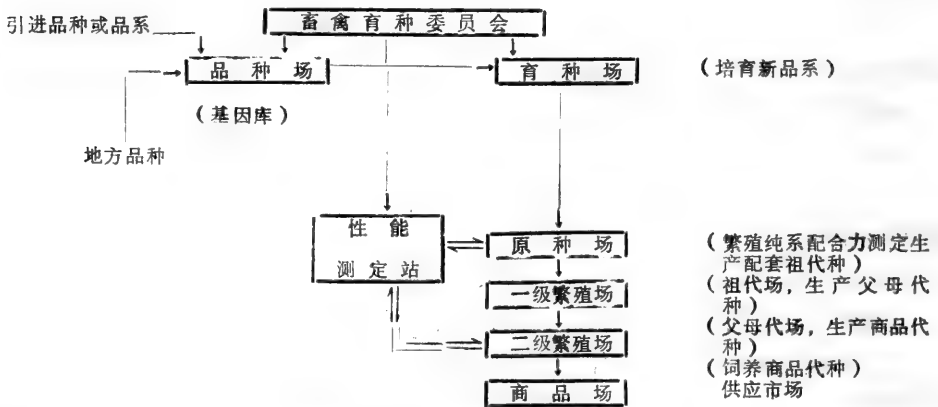 畜禽育种委员会
引进品种或品系
品种场
育种场
（培育新品系）
（基因库）
地方品种
性能
测定站
原种场
（繁殖纯系配合力测定生
产配套祖代种）
一级繁殖场
（祖代场，生产父母代
种）
二级繁殖场
（父母代场，生产商品代
种）
（饲养商品代种）
商品场
供应市场